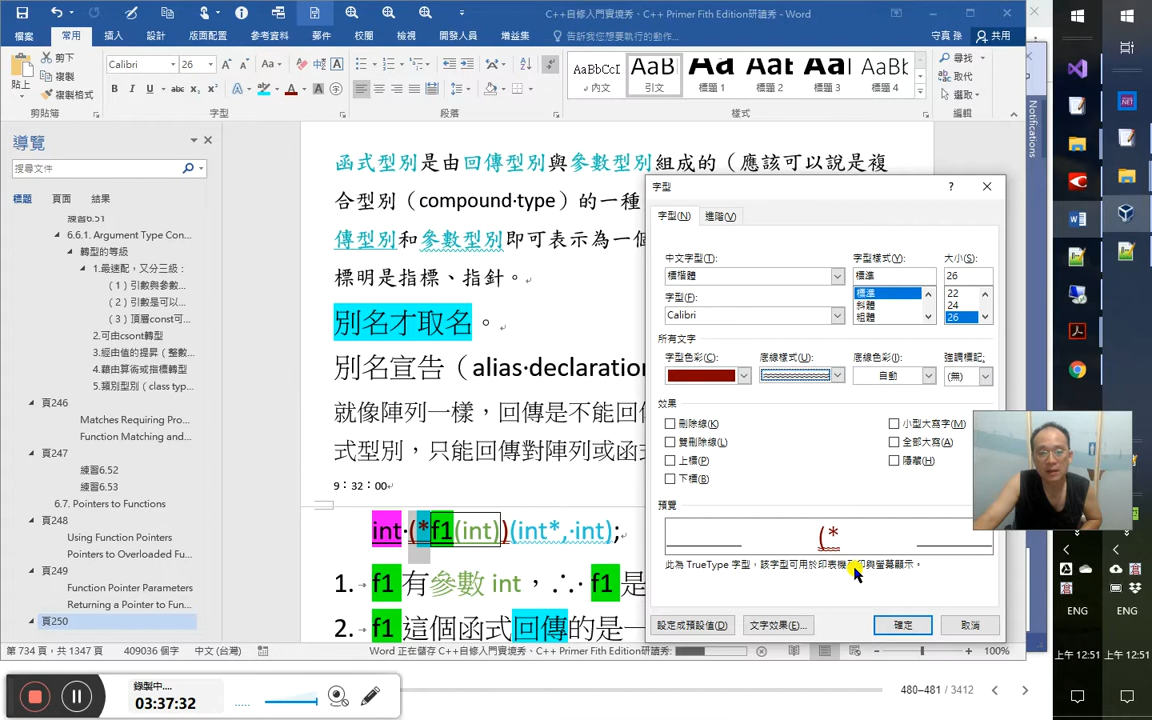 C++自修入門實境秀、C++ Primer Fith Edition研讀秀 - Word
檔案 常用 插入 設計 版面配置 參考資料 郵件 校閱 檢視 開發人員 增益集 告訴我您想要執行的動作... 守真 孫 共用
貼上 剪下 複製 複製格式
Calibri 26
AaBbCcI AaB Aa AaB AaB AaBbC
內文 引文 標題 1 標題 2 標題 3 標題 4
尋找 取代 選取
剪貼簿 字型 段落 樣式 編輯
Notifications
導覽
搜尋文件
標題 頁面 結果
練習6.51
6.6.1. Argument Type Con...
轉型的等級
1.最速配，又分三級：
（1）引數與參數...
（2）引數是可以...
（3）頂層const可...
2.可由csont轉型
3.經由值的提昇（整數...
4.藉由算術或指標轉型
5.類別型別（class typ...
頁246
Matches Requiring Pro...
Function Matching and...
頁247
練習6.52
練習6.53
6.7. Pointers to Functions
頁248
Using Function Pointers
Pointers to Overloaded Fu...
頁249
Function Pointer Parameters
Returning a Pointer to Fun...
頁250
函式型別是由回傳型別與參數型別組成的（應該可以說是複
合型別（compound·type）的一種
傳型別和參數型別即可表示為一個
標明是指標、指針。
別名才取名。
別名宣告（alias·declaration
就像陣列一樣，回傳是不能回傳
式型別，只能回傳對陣列或函式
9：32：00
int·(*f1(int))(int*,·int);
1. f1有參數 int，∴· f1是
2. f1這個函式回傳的是一
字型
字型(N) 進階(V)
中文字型(T): 字型樣式(Y): 大小(S):
標楷體 標準 26
標準 22
斜體 24
粗體 26
字型(F):
Calibri
所有文字
字型色彩(C): 底線樣式(U): 底線色彩(I): 強調標記:
自動 (無)
效果
刪除線(K) 小型大寫字(M)
雙刪除線(L) 全部大寫(A)
上標(P) 隱藏(H)
下標(B)
預覽
(*
設定成預設值(D) 文字效果(E)... 確定 取消
第 734 頁，共 1347 頁 409036 個字 中文 (台灣) Word 正在儲存 C++自修入門實境秀、C++ Primer Fith Edition研讀秀: 100%
錄製中...
03:37:32
480–481 / 3412
ENG ENG
上午 12:51 上午 12:51